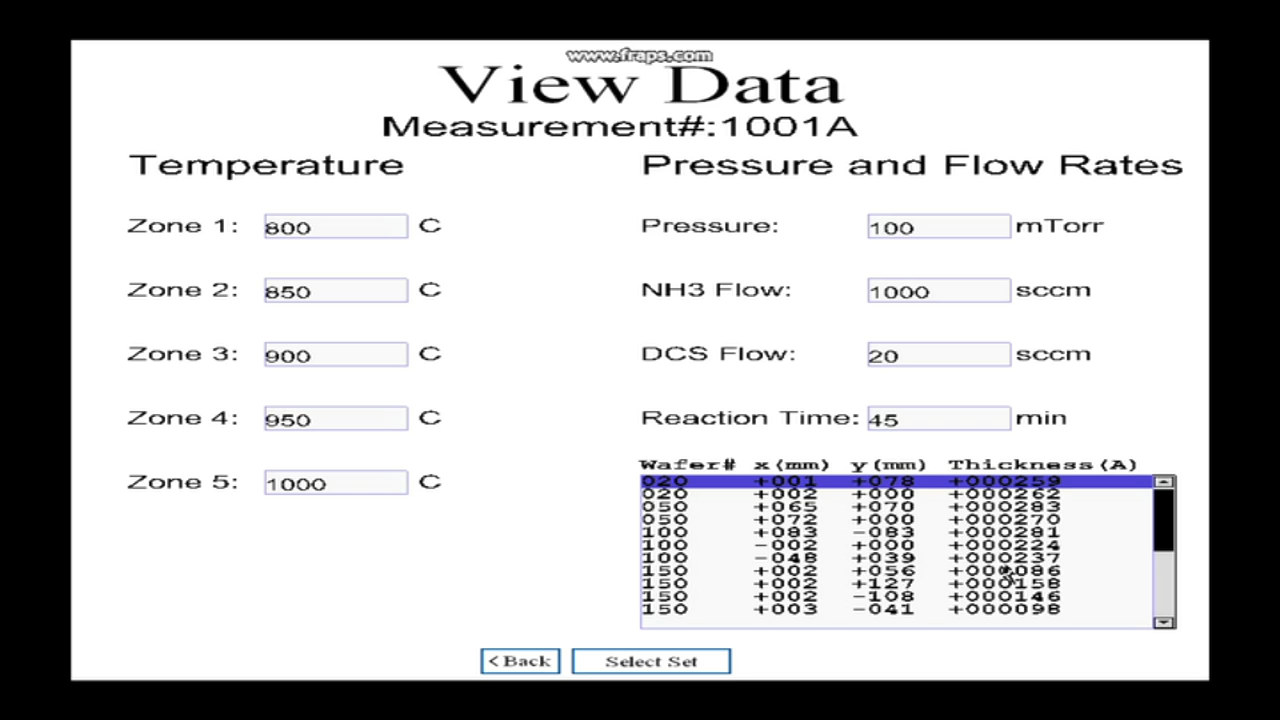 www.fraps.com
View Data
Measurement#:1001A
Temperature
Zone 1: 800 C
Zone 2: 850 C
Zone 3: 900 C
Zone 4: 950 C
Zone 5: 1000 C
Pressure and Flow Rates
Pressure: 100 mTorr
NH3 Flow: 1000 sccm
DCS Flow: 20 sccm
Reaction Time: 45 min
Wafer# x(mm) y(mm) Thickness(A)
020 +001 +078 +000259
020 +002 +000 +000262
050 +065 +070 +000283
050 +072 +000 +000270
100 +083 -083 +000281
100 -002 +000 +000224
100 -048 +039 +000237
150 +002 +056 +000086
150 +002 +127 +000158
150 +002 -108 +000146
150 +003 -041 +000098
< Back Select Set